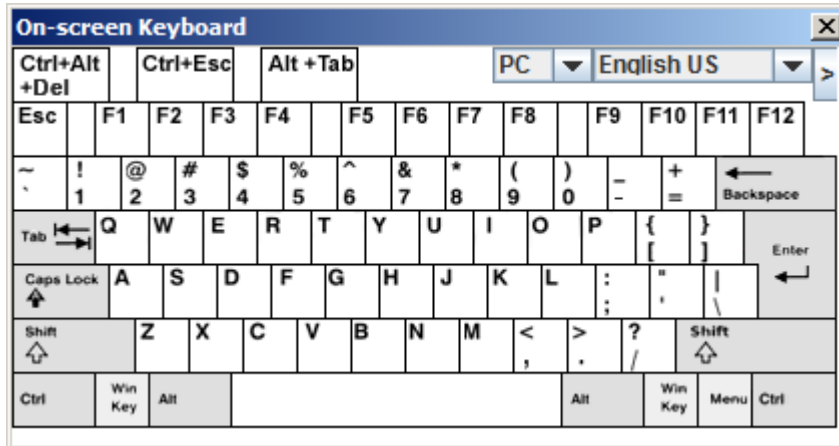 On-screen Keyboard X
Ctrl+Alt +Del Ctrl+Esc Alt +Tab PC English US >
Esc F1 F2 F3 F4 F5 F6 F7 F8 F9 F10 F11 F12
~ ! @ # $ % ^ & * ( ) _ + Backspace
` 1 2 3 4 5 6 7 8 9 0 - =
Tab Q W E R T Y U I O P { } Enter
[ ]
Caps Lock A S D F G H J K L : " |
; ' \
Shift Z X C V B N M < > ? Shift
, . /
Ctrl Win Key Alt Alt Win Key Menu Ctrl